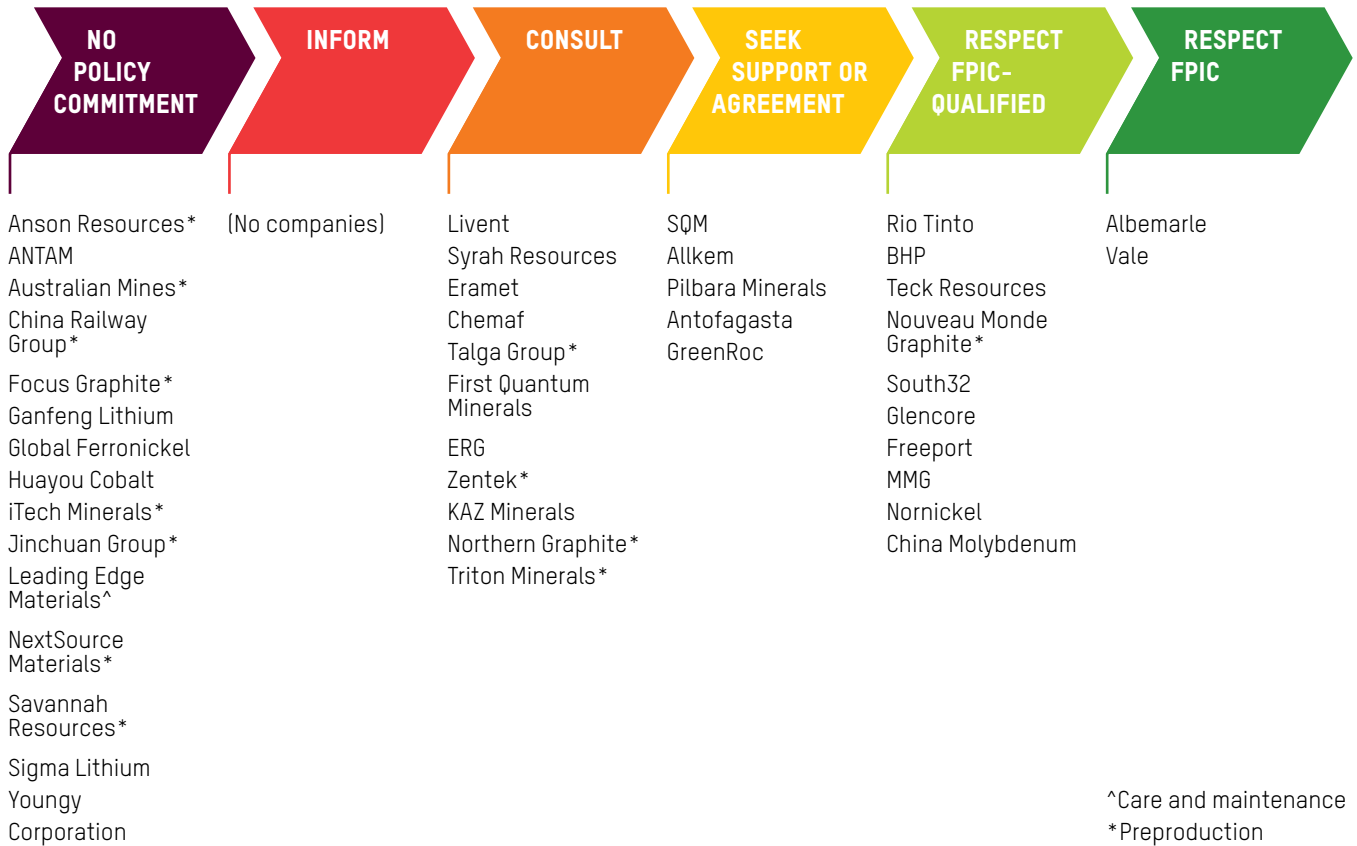 NO
POLICY
COMMITMENT
INFORM
CONSULT
SEEK
SUPPORT OR
AGREEMENT
RESPECT
FPIC-
QUALIFIED
RESPECT
FPIC
Anson Resources*
ANTAM
Australian Mines*
China Railway
Group*
Focus Graphite*
Ganfeng Lithium
Global Ferronickel
Huayou Cobalt
iTech Minerals*
Jinchuan Group*
Leading Edge
Materials^
NextSource
Materials*
Savannah
Resources*
Sigma Lithium
Youngy
Corporation
(No companies)
Livent
Syrah Resources
Eramet
Chemaf
Talga Group*
First Quantum
Minerals
ERG
Zentek*
KAZ Minerals
Northern Graphite*
Triton Minerals*
SQM
Allkem
Pilbara Minerals
Antofagasta
GreenRoc
Rio Tinto
BHP
Teck Resources
Nouveau Monde
Graphite*
South32
Glencore
Freeport
MMG
Nornickel
China Molybdenum
Albemarle
Vale
^Care and maintenance
*Preproduction